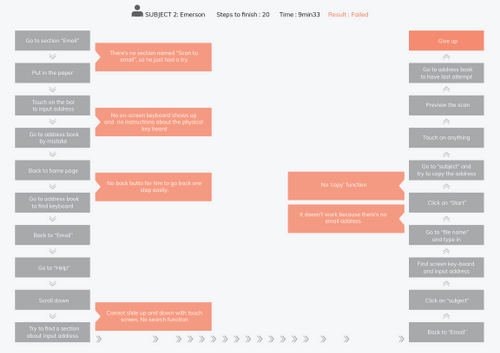 SUBJECT 2: Emerson Steps to finish : 20 Time : 9min33 Result : Failed
Go to section "Email"
There's no section named "Scan to
email", so he just had a try.
Put in the paper
Touch on the bar
to input address
No on-screen keyboard shows up
and no instructions about the physical
key board
Go to address book
by mistake
Back to home page
No back button for him to go back one
step easily.
Go to address book
to find keyboard
Back to "Email"
Go to "Help"
Scroll down
Cannot slide up and down with touch
screen. No search function
Try to find a section
about input address
Give up
Go to address book
to have last attempt
Preview the scan
Touch on anything
Go to "subject" and
try to copy the address
No 'copy' function
Click on "Start"
It doesn't work because there's no
email address
Go to "file name"
and type in
Find screen key-board
and input address
Click on "subject"
Back to "Email"